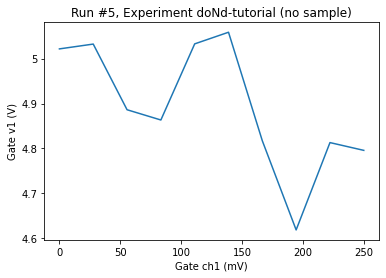 Run #5, Experiment doNd-tutorial (no sample)
5
4.9
4.8
4.7
4.6
Gate v1 (V)
0 50 100 150 200 250
Gate ch1 (mV)